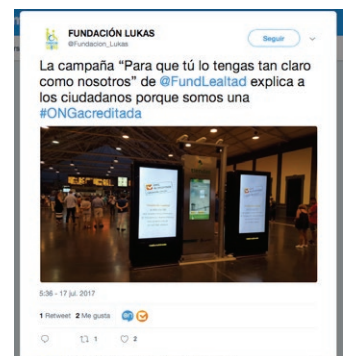 FUNDACIÓN LUKAS
@Fundacion_Lukas
Seguir
La campaña “Para que tú lo tengas tan claro
como nosotros” de @FundLealtad explica a
los ciudadanos porque somos una
#ONGacreditada
5:36 - 17 jul. 2017
1 Retweet 2 Me gusta
1 2